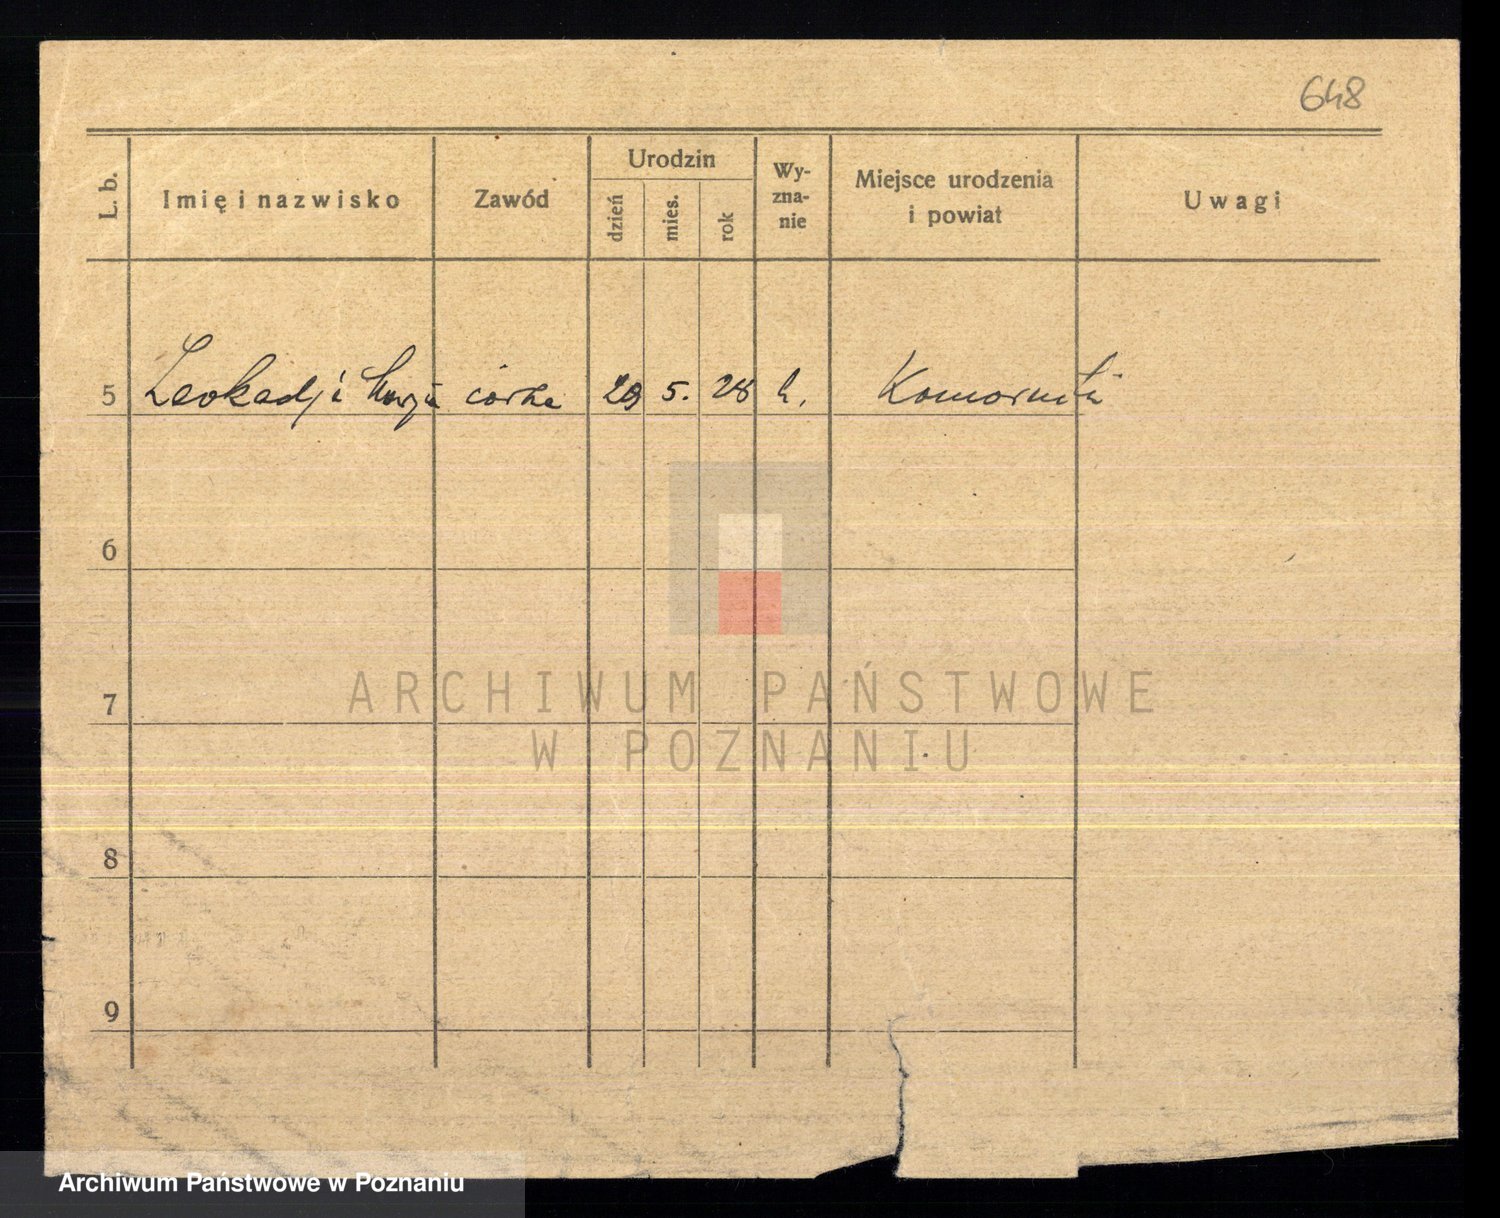 648
L. b.
Imię i nazwisko
Zawód
Urodzin
dzień
mies.
rok
Wy-
zna-
nie
Miejsce urodzenia
i powiat
Uwagi
5 Leokadja córka 29 5. 28 k. Komorniki
6
7
8
9
ARCHIWUM PAŃSTWOWE
W POZNANIU
Archiwum Państwowe w Poznaniu